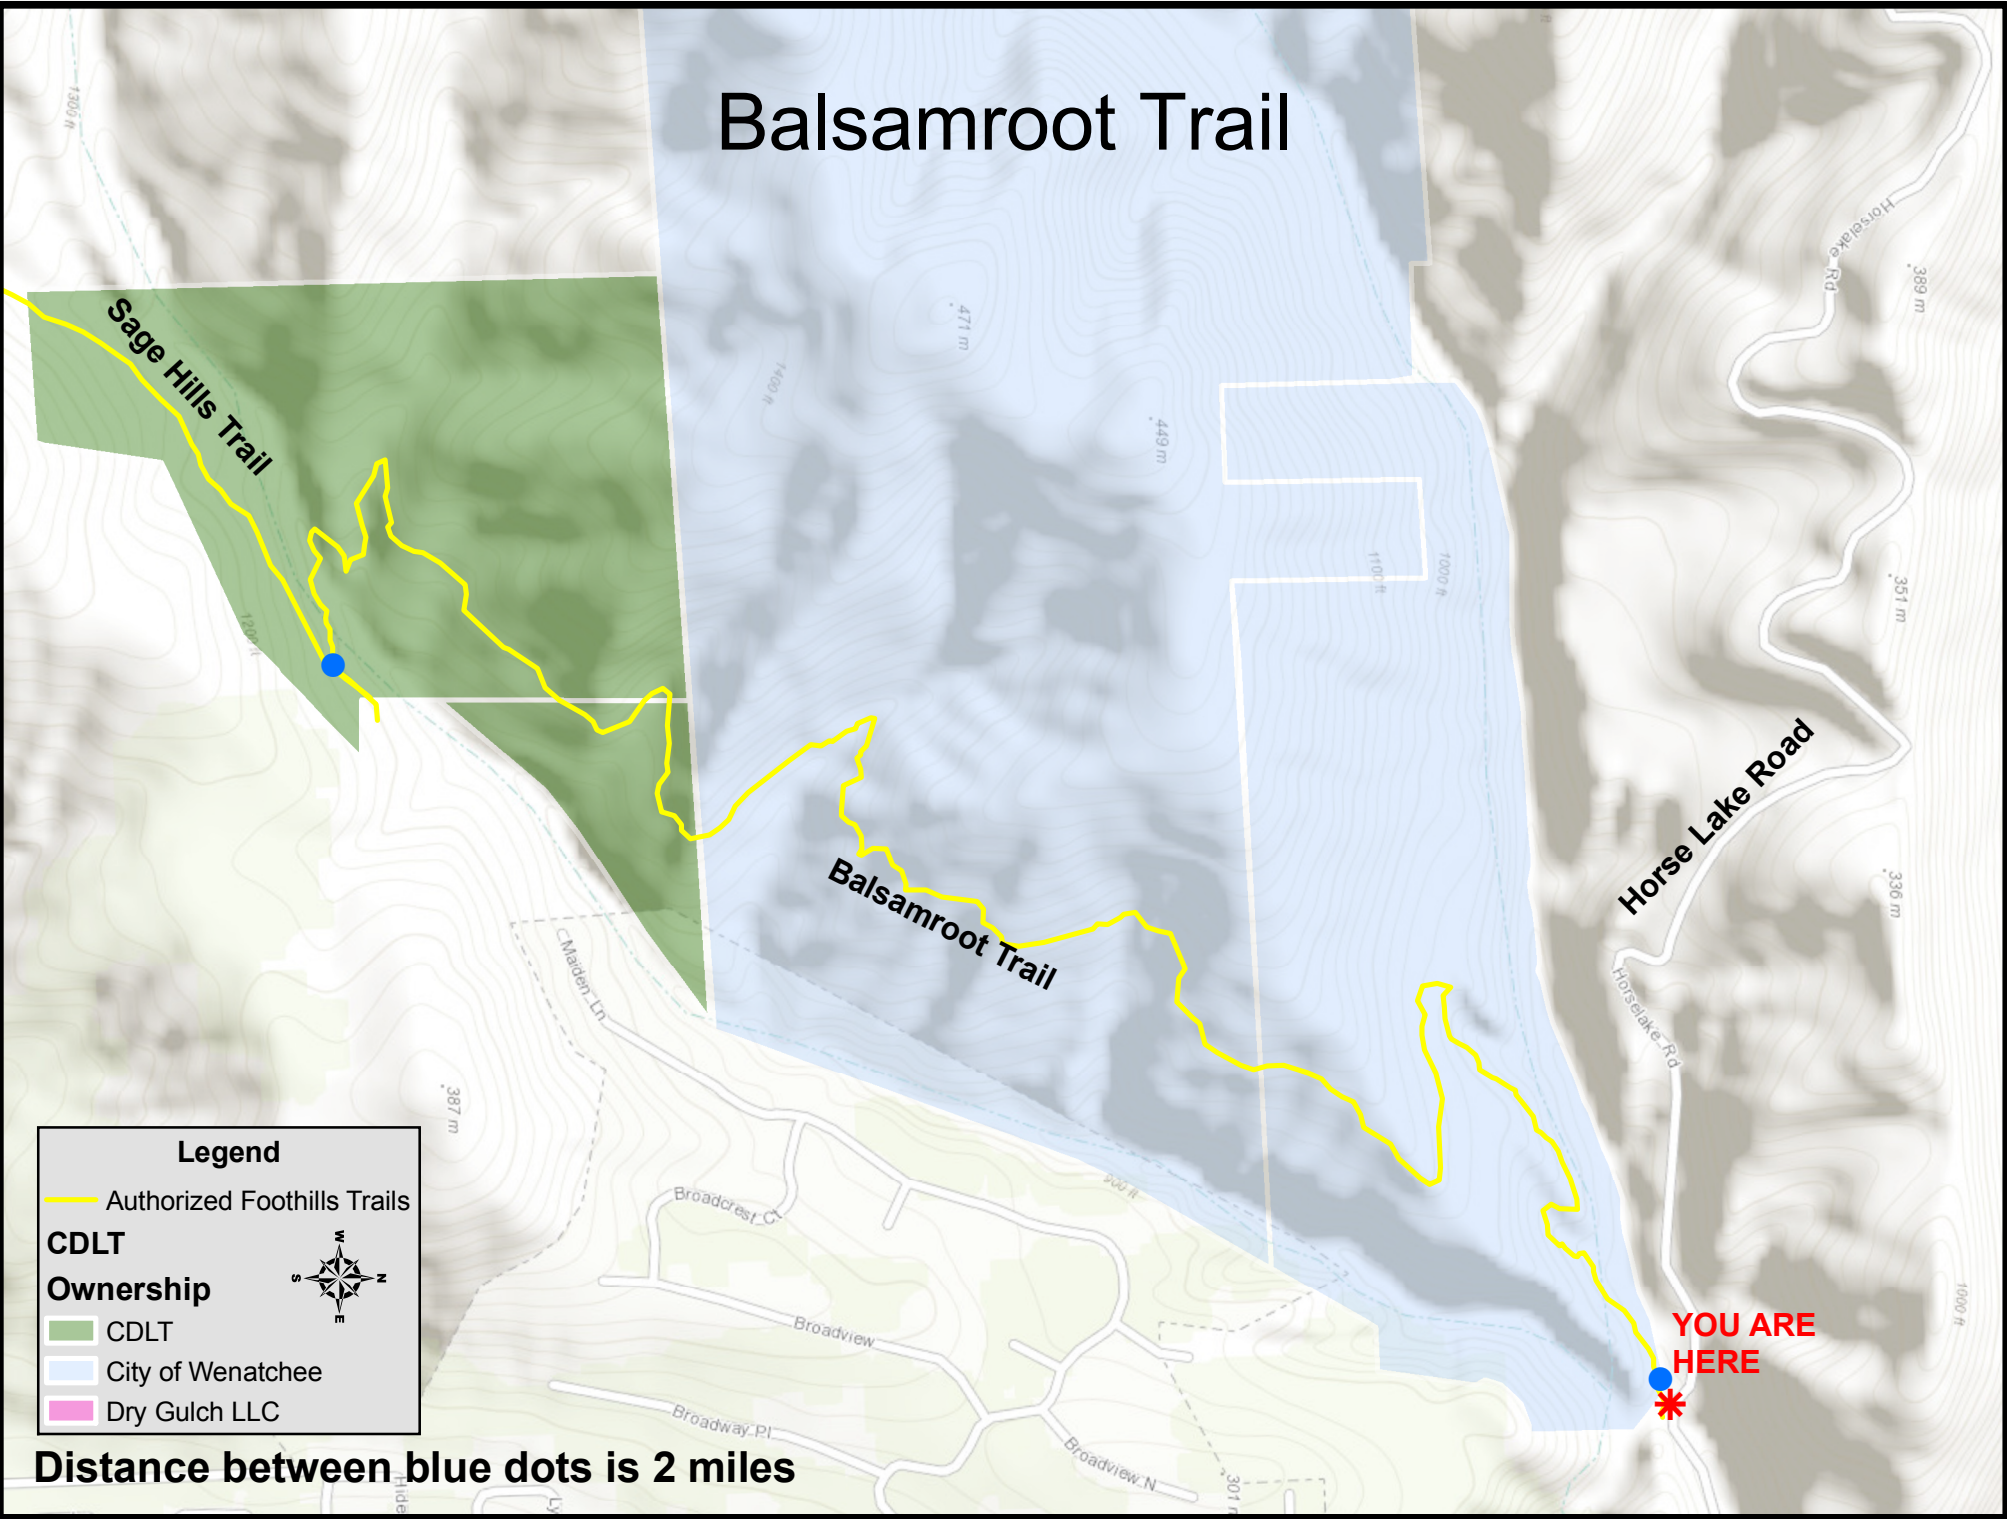 Balsamroot Trail
1300 ft
Horselake Rd
389 m
Sage Hills Trail
471 m
1400 ft
449 m
1100 ft
1000 ft
351 m
1200 ft
Horse Lake Road
336 m
Balsamroot Trail
Maiden Ln
Horselake Rd
387 m
900 ft
Broadcrest Ct
Broadview
1000 ft
YOU ARE
HERE
Legend
Authorized Foothills Trails
CDLT
Ownership
W
S
N
E
CDLT
City of Wenatchee
Dry Gulch LLC
Broadway Pl
Broadview N
301 m
Distance between blue dots is 2 miles
Hide
Ly